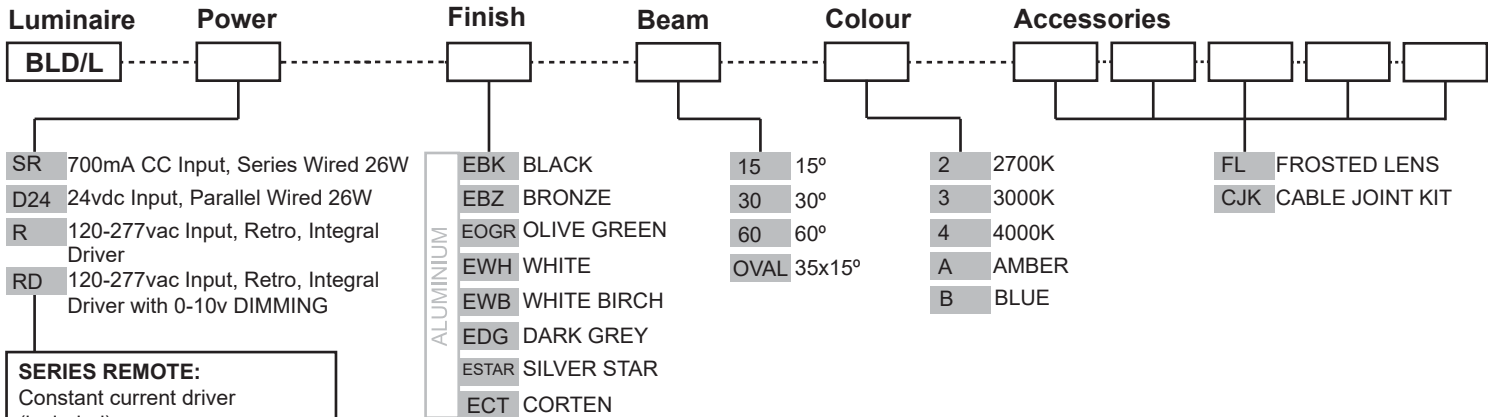 Luminaire Power Finish Beam Colour Accessories
BLD/L
SR 700mA CC Input, Series Wired 26W
D24 24vdc Input, Parallel Wired 26W
R 120-277vac Input, Retro, Integral
Driver
RD 120-277vac Input, Retro, Integral
Driver with 0-10v DIMMING
SERIES REMOTE:
Constant current driver
ALUMINIUM
EBK BLACK
EBZ BRONZE
EOGR OLIVE GREEN
EWH WHITE
EWB WHITE BIRCH
EDG DARK GREY
ESTAR SILVER STAR
ECT CORTEN
15 15º
30 30º
60 60º
OVAL 35x15º
2 2700K
3 3000K
4 4000K
A AMBER
B BLUE
FL FROSTED LENS
CJK CABLE JOINT KIT